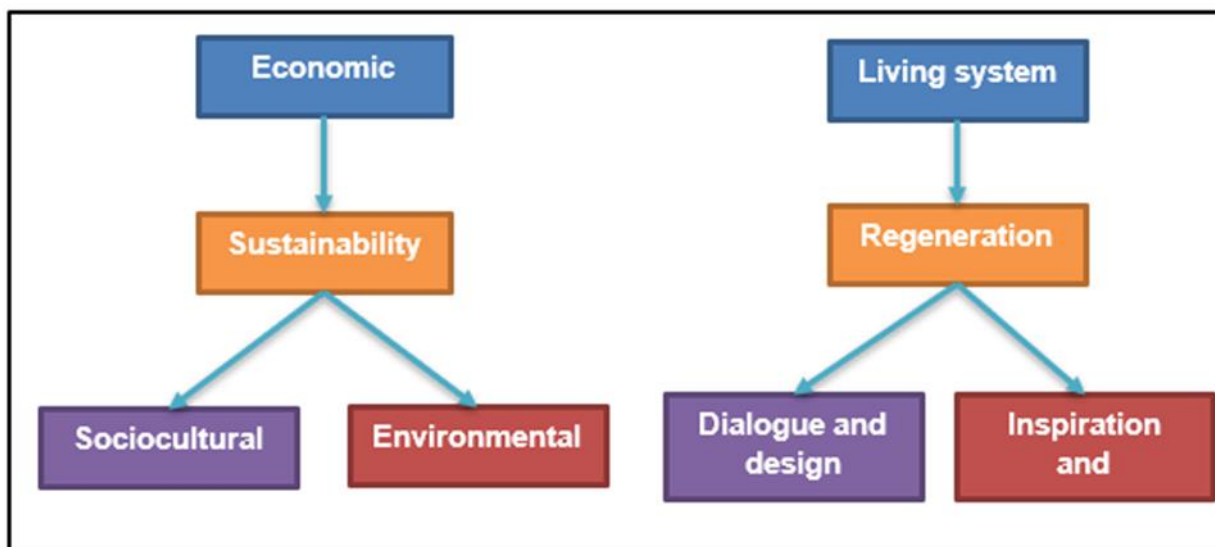 Economic
Living system
Sustainability
Regeneration
Sociocultural
Environmental
Dialogue and
design
Inspiration
and